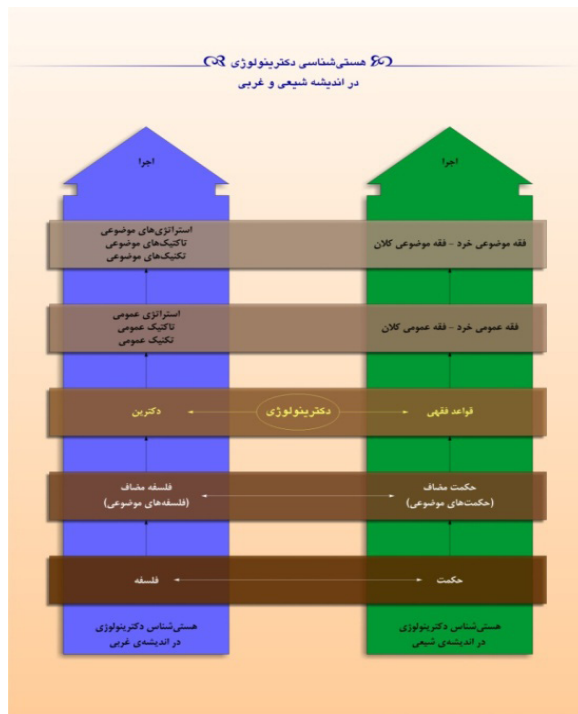 هستی‌شناسی دکترینولوژی
در اندیشه شیعی و غربی
اجرا
اجرا
فقه موضوعی خرد - فقه موضوعی کلان
استراتژی‌های موضوعی
تاکتیک‌های موضوعی
تکنیک‌های موضوعی
فقه عمومی خرد - فقه عمومی کلان
استراتژی عمومی
تاکتیک عمومی
تکنیک عمومی
قواعد فقهی
دکترینولوژی
دکترین
حکمت مضاف
(حکمت‌های موضوعی)
فلسفه مضاف
(فلسفه‌های موضوعی)
حکمت
فلسفه
هستی‌شناس دکترینولوژی
در اندیشه‌ی شیعی
هستی‌شناس دکترینولوژی
در اندیشه‌ی غربی